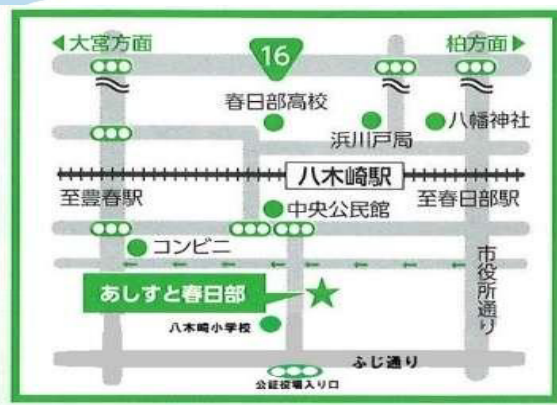 ◀大宮方面
16
柏方面▶
春日部高校
浜川戸局
八幡神社
八木崎駅
至豊春駅
至春日部駅
中央公民館
コンビニ
市役所通り
あしすと春日部
八木崎小学校
ふじ通り
公証役場入り口